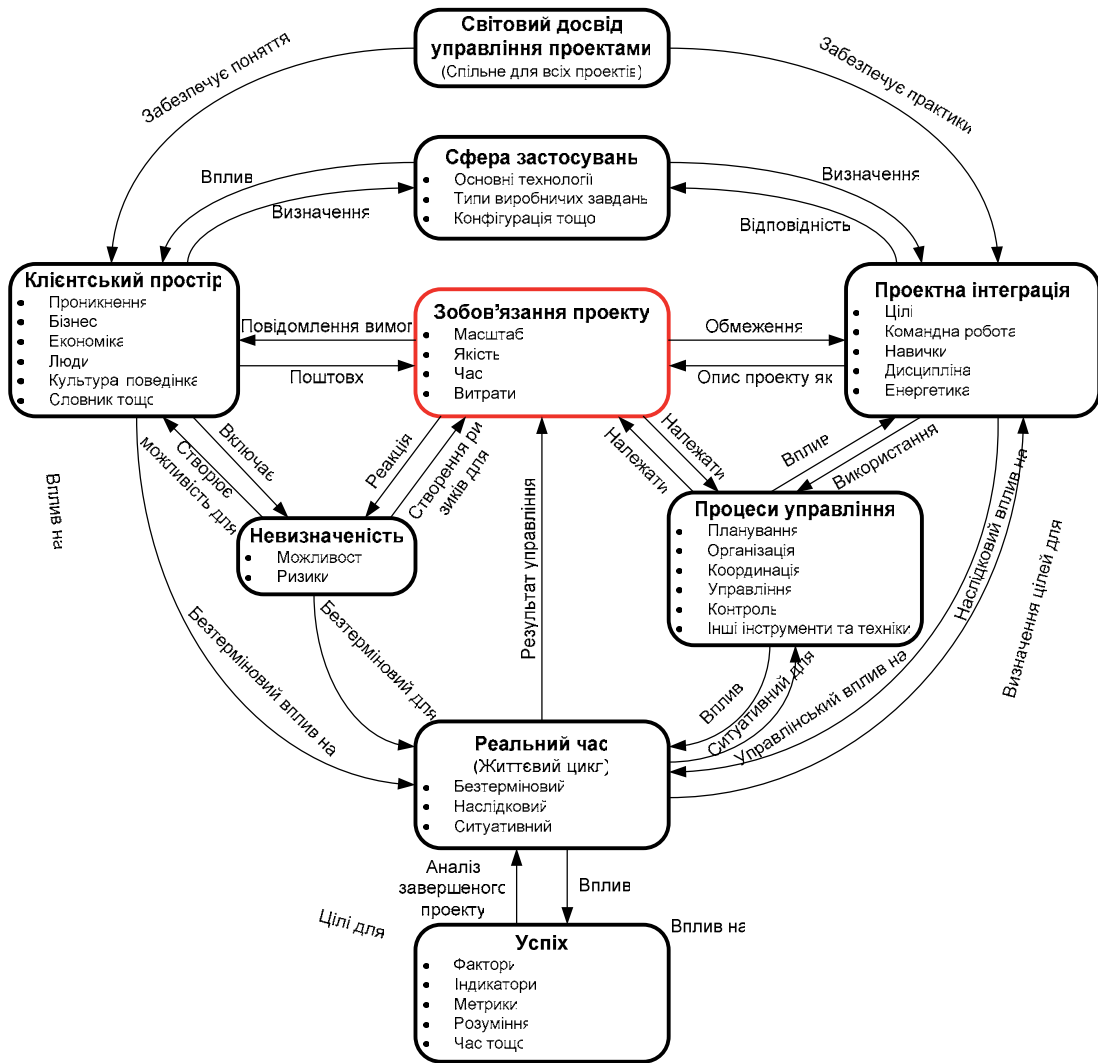 Світовий досвід
управління проектами
(Спільне для всіх проектів)
Забезпечує поняття
Забезпечує практики
Сфера застосувань
Основні технології
Типи виробничих завдань
Конфігурація тощо
Вплив
Визначення
Визначення
Відповідність
Клієнтський простір
Проникнення
Бізнес
Економіка
Люди
Культура поведінка
Словник тощо
Повідомлення вимог
Поштовх
Зобов’язання проекту
Масштаб
Якість
Час
Витрати
Обмеження
Опис проекту як
Проектна інтеграція
Цілі
Командна робота
Навички
Дисципліна
Енергетика
Вплив на
Створює
можливість для
Включає
Реакція
Створення ри
зиків для
Результат управління
Належати
Належати
Вплив
Використання
Невизначеність
Можливост
Ризики
Процеси управління
Планування
Організація
Координація
Управління
Контроль
Інші інструменти та техніки
Безтерміновий вплив на
Безтерміновий для
Вплив
Ситуативний для
Управлінський вплив на
Наслідковий вплив на
Визначення цілей для
Реальний час
(Життєвий цикл)
Безтерміновий
Наслідковий
Ситуативний
Аналіз
завершеного
проекту
Вплив
Цілі для
Вплив на
Успіх
Фактори
Індикатори
Метрики
Розуміння
Час тощо